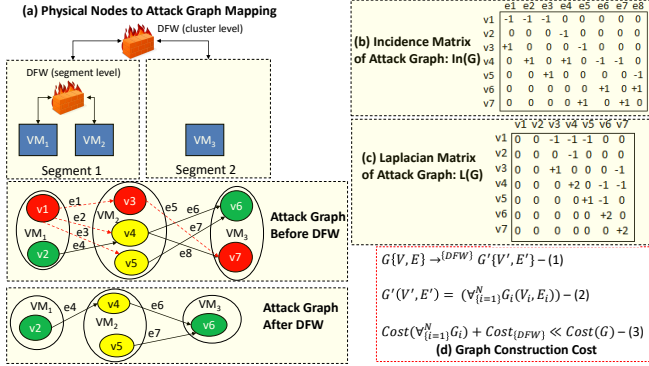 (a) Physical Nodes to Attack Graph Mapping
DFW (cluster level)
DFW (segment level)
VM1
VM2
VM3
Segment 1
Segment 2
v1
v2
VM1
e1
e2
e3
e4
v3
VM2
v4
v5
e5
e6
e7
e8
v6
VM3
v7
Attack Graph
Before DFW
VM1
v2
e4
v4
VM2
v5
e6
e7
VM3
v6
Attack Graph
After DFW
(b) Incidence Matrix
of Attack Graph: In(G)
e1 e2 e3 e4 e5 e6 e7 e8
v1 -1 -1 -1 0 0 0 0 0
v2 0 0 0 -1 0 0 0 0
v3 +1 0 0 0 -1 0 0 0
v4 0 +1 0 +1 0 -1 -1 0
v5 0 0 +1 0 0 0 0 -1
v6 0 0 0 0 0 +1 0 +1
v7 0 0 0 0 +1 0 +1 0
(c) Laplacian Matrix
of Attack Graph: L(G)
v1 v2 v3 v4 v5 v6 v7
v1 0 0 -1 -1 -1 0 0
v2 0 0 0 -1 0 0 0
v3 0 0 +1 0 0 0 -1
v4 0 0 0 +2 0 -1 -1
v5 0 0 0 0 +1 -1 0
v6 0 0 0 0 0 +2 0
v7 0 0 0 0 0 0 +2
G{V, E} →{DFW} G'{V', E'} – (1)
G'(V', E') = (∀{i=1}N Gi(Vi, Ei)) – (2)
Cost(∀{i=1}N Gi) + Cost{DFW} ≪ Cost(G) – (3)
(d) Graph Construction Cost